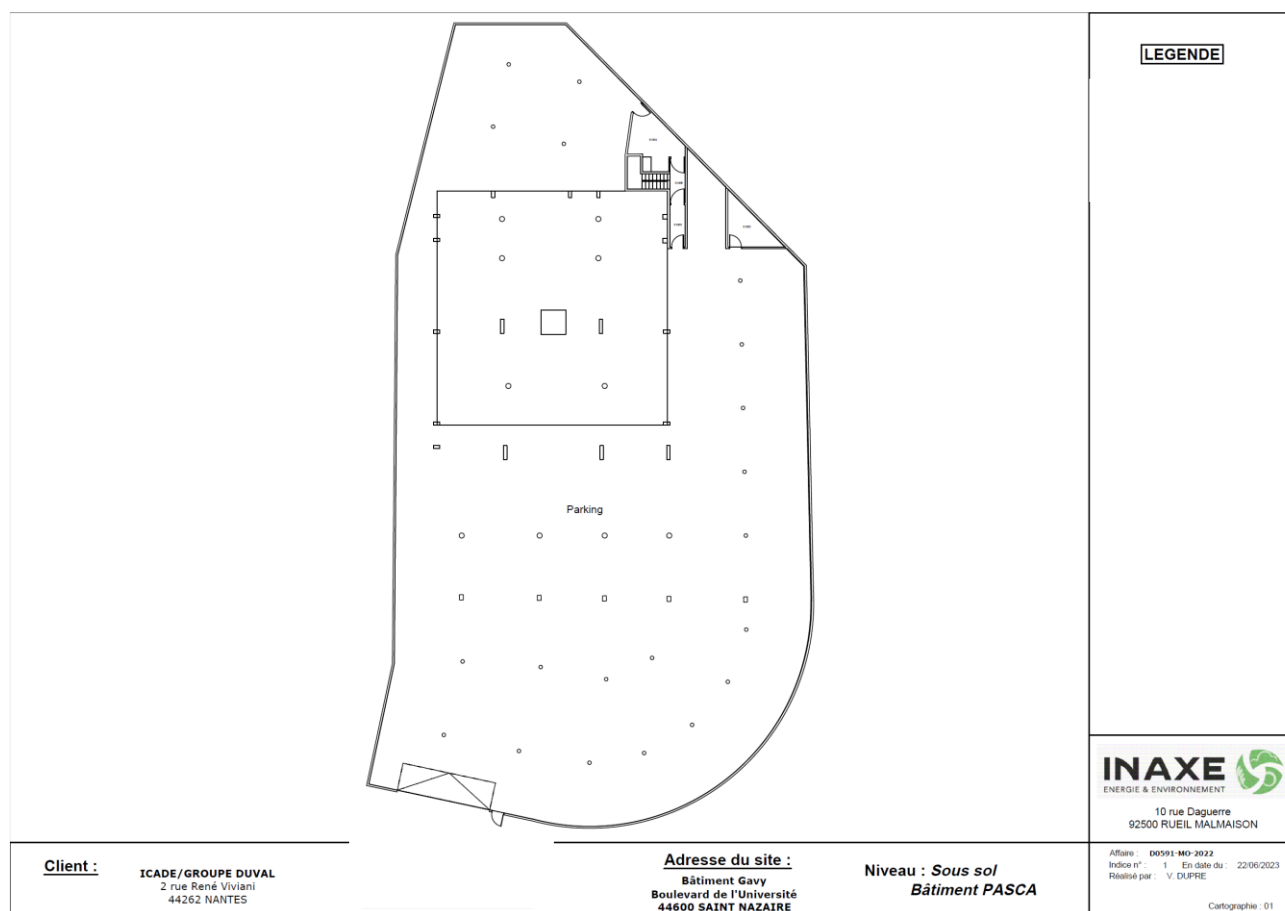 LEGENDE
Parking
INAXE
ENERGIE & ENVIRONNEMENT
10 rue Daguerre
92500 RUEIL MALMAISON
Client :
ICADE/GROUPE DUVAL
2 rue René Viviani
44262 NANTES
Adresse du site :
Bâtiment Gavy
Boulevard de l'Université
44600 SAINT NAZAIRE
Niveau : Sous sol
Bâtiment PASCA
Affaire : D0591-MO-2022
Indice n° : 1 En date du : 22/06/2023
Réalisé par : V. DUPRE
Cartographie : 01